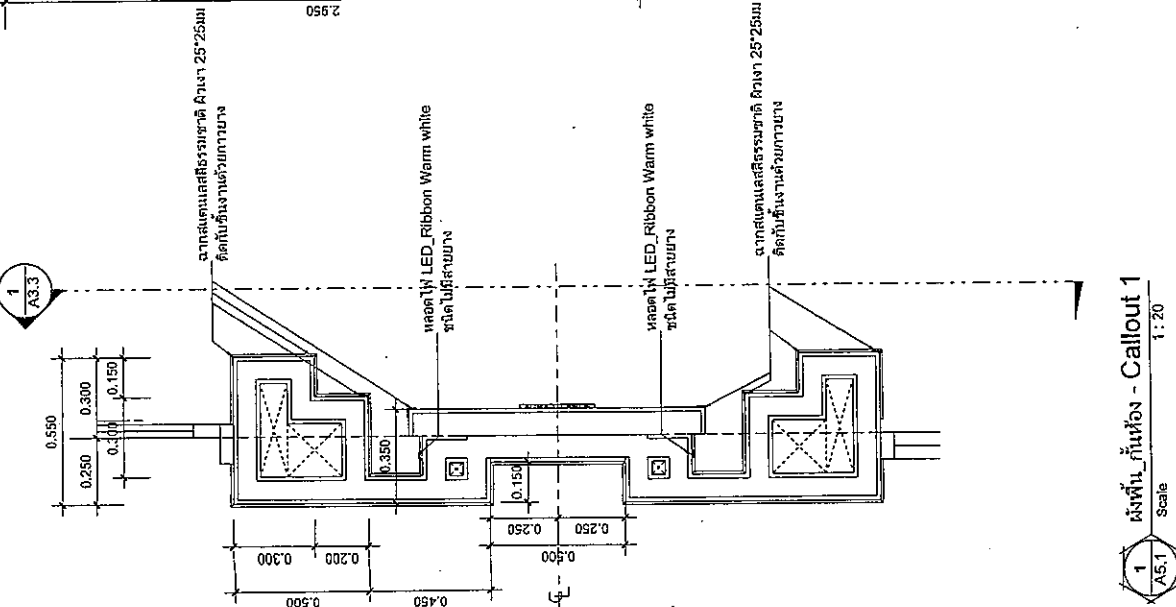 2.950
ฉากสแตนเลสสีธรรมชาติ ผิวเงา 25*25มม
ติดกับชิ้นงานด้วยกาวยาง
หลอดไฟ LED_Ribbon Warm white
ชนิดไม่มีสายยาง
หลอดไฟ LED_Ribbon Warm white
ชนิดไม่มีสายยาง
ฉากสแตนเลสสีธรรมชาติ ผิวเงา 25*25มม
ติดกับชิ้นงานด้วยกาวยาง
1
A3.3
0.550
0.250
0.300
0.300
0.150
0.350
0.150
0.300
0.200
0.250
0.250
0.500
0.450
0.500
1
A5.1
ผังพื้น_กั้นห้อง - Callout 1
Scale
1 : 20